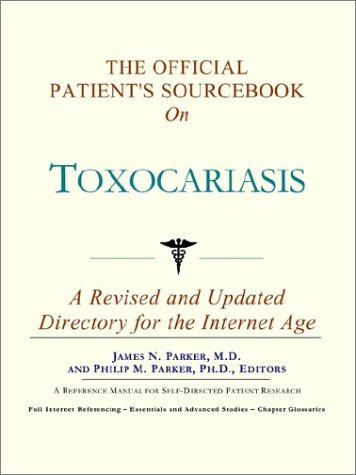 THE OFFICIAL
PATIENT'S SOURCEBOOK
On
TOXOCARIASIS
A Revised and Updated
Directory for the Internet Age
JAMES N. PARKER, M.D.
AND PHILIP M. PARKER, PH.D., EDITORS
A REFERENCE MANUAL FOR SELF-DIRECTED PATIENT RESEARCH
Full Internet Referencing – Essentials and Advanced Studies – Chapter Glossaries